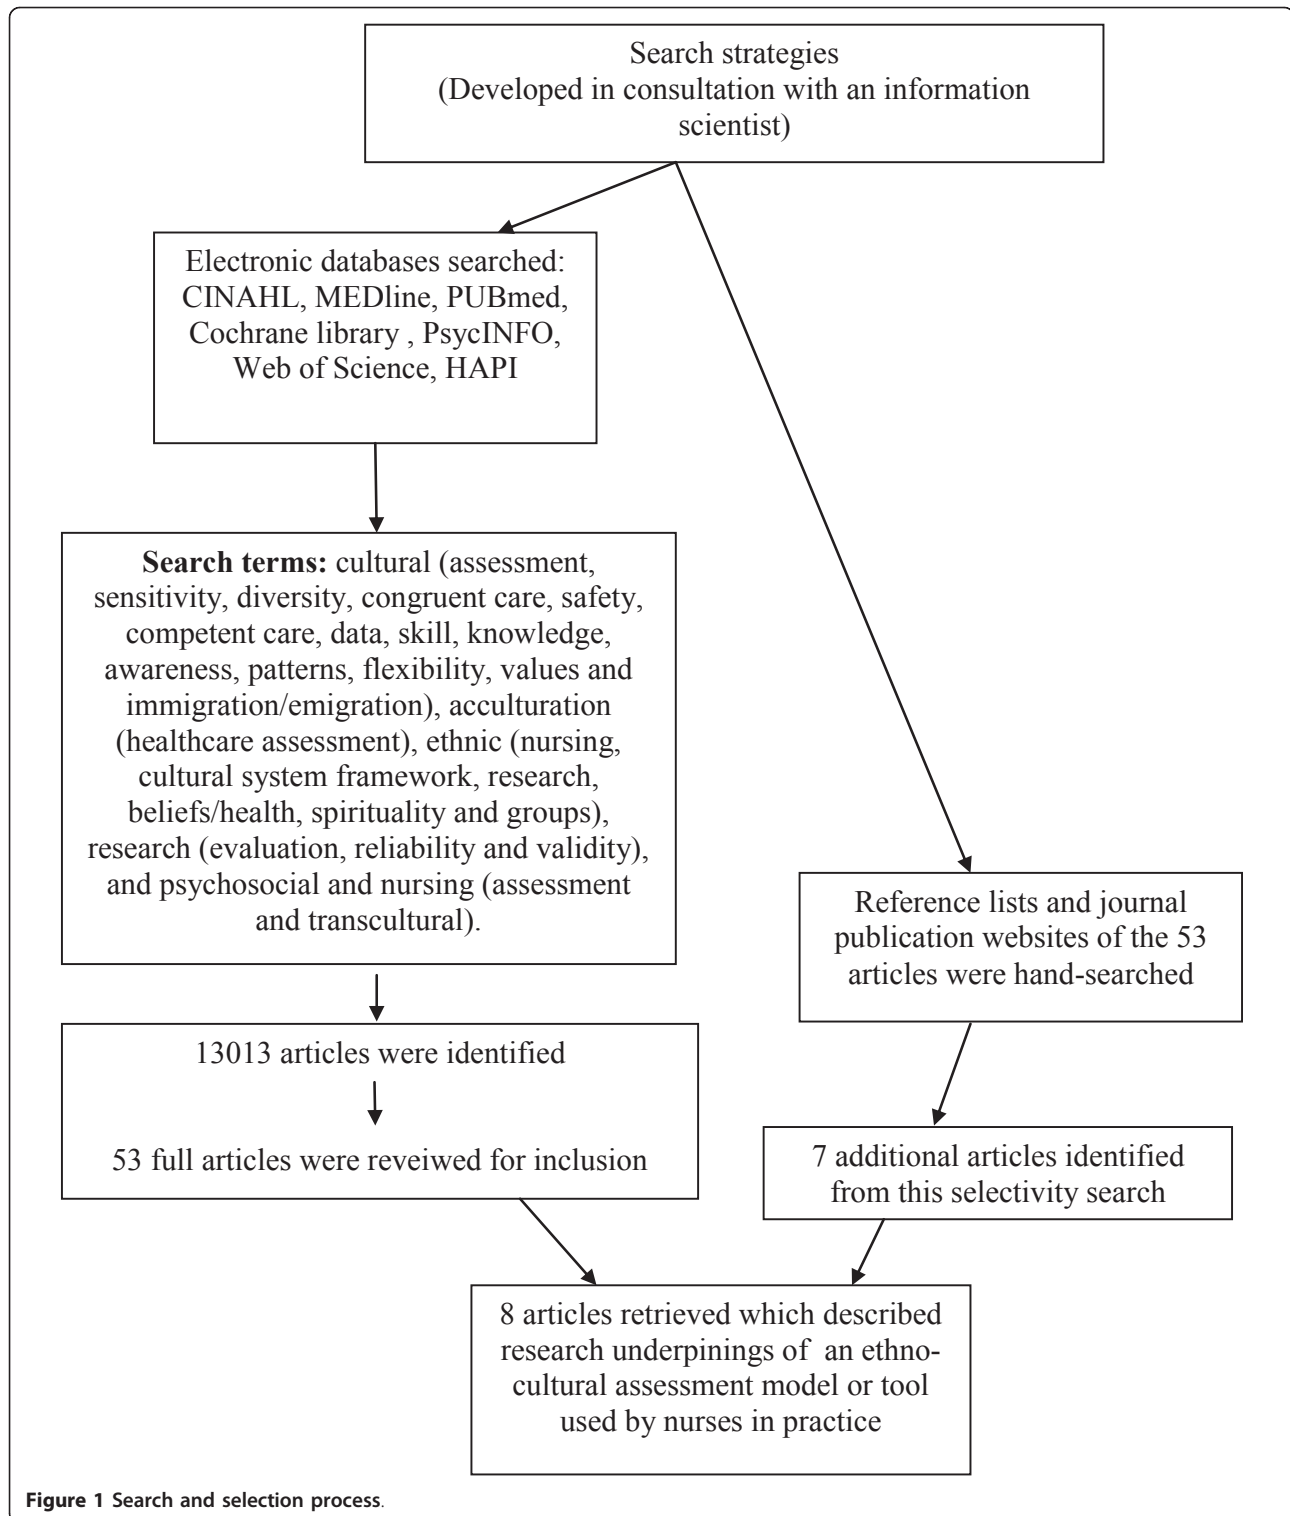 Search strategies
(Developed in consultation with an information
scientist)
Electronic databases searched:
CINAHL, MEDline, PUBmed,
Cochrane library , PsycINFO,
Web of Science, HAPI
Search terms: cultural (assessment,
sensitivity, diversity, congruent care, safety,
competent care, data, skill, knowledge,
awareness, patterns, flexibility, values and
immigration/emigration), acculturation
(healthcare assessment), ethnic (nursing,
cultural system framework, research,
beliefs/health, spirituality and groups),
research (evaluation, reliability and validity),
and psychosocial and nursing (assessment
and transcultural).
Reference lists and journal
publication websites of the 53
articles were hand-searched
13013 articles were identified
53 full articles were reveiwed for inclusion
7 additional articles identified
from this selectivity search
8 articles retrieved which described
research underpinings of an ethno-
cultural assessment model or tool
used by nurses in practice
Figure 1 Search and selection process.